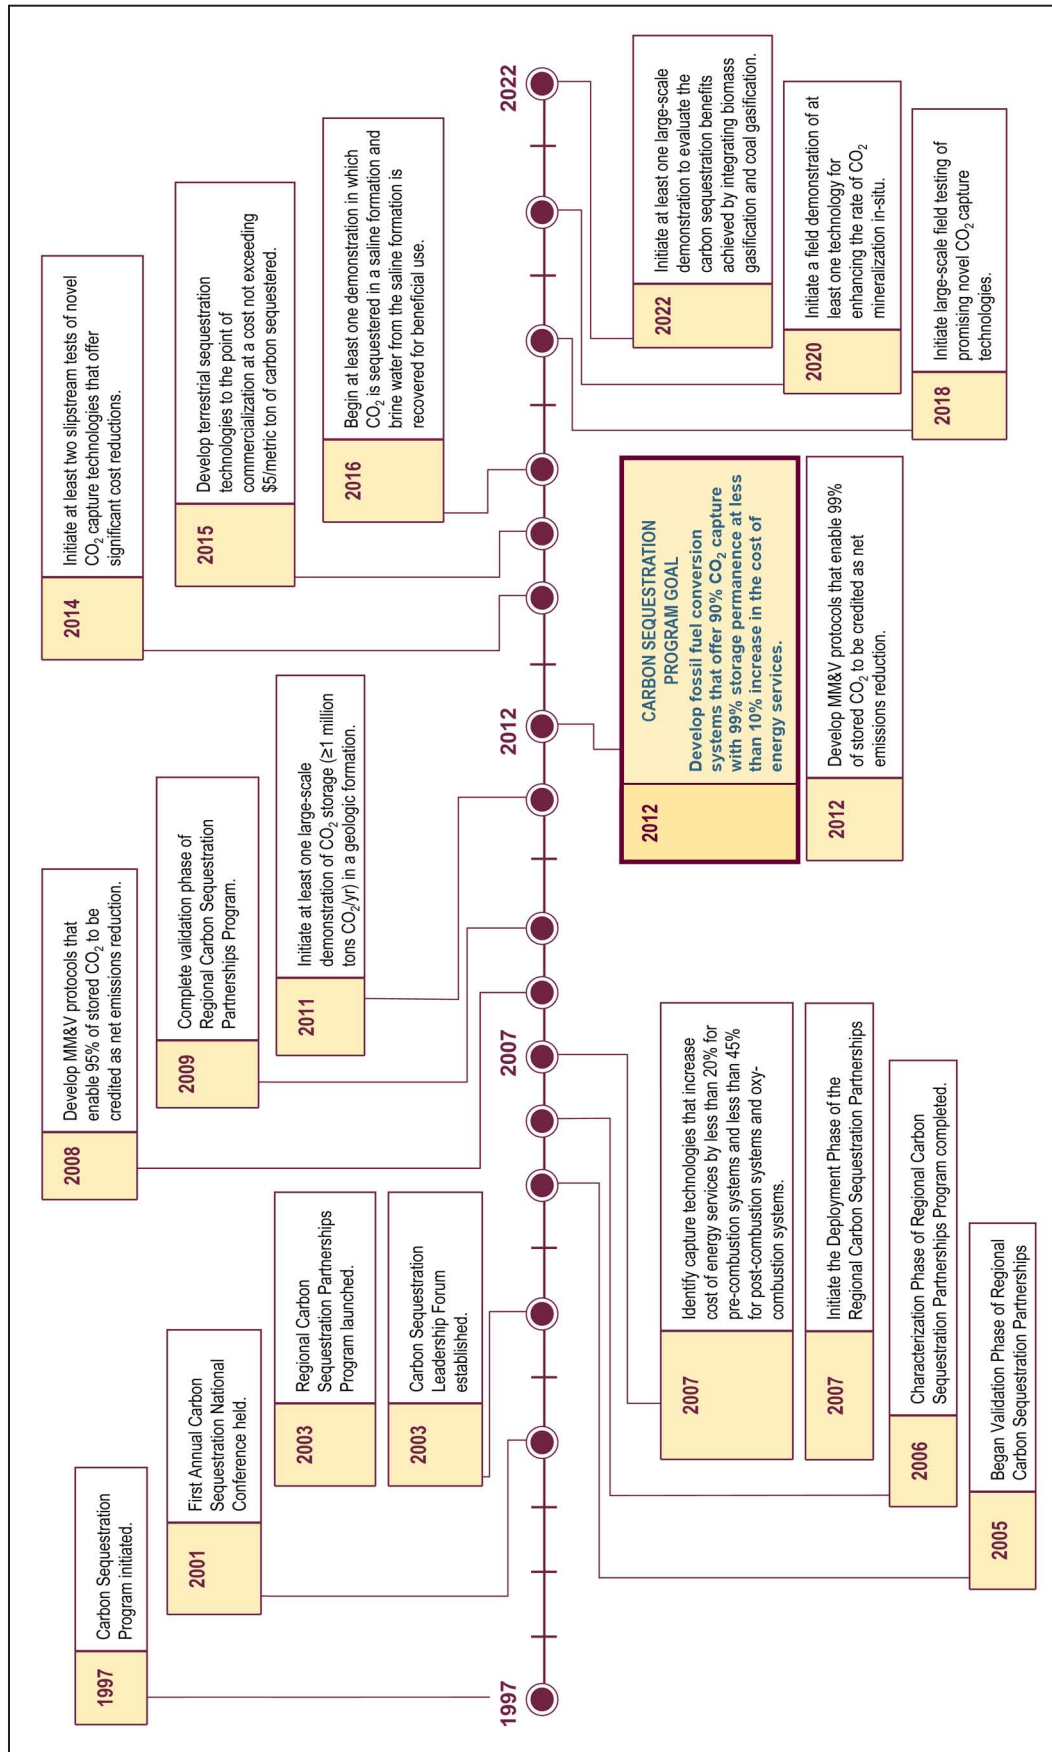 1997
Carbon Sequestration
Program initiated.
2001
First Annual Carbon
Sequestration National
Conference held.
2003
Regional Carbon
Sequestration Partnerships
Program launched.
2003
Carbon Sequestration
Leadership Forum
established.
2008
Develop MM&V protocols that
enable 95% of stored CO2 to be
credited as net emissions reduction.
2009
Complete validation phase of
Regional Carbon Sequestration
Partnerships Program.
2011
Initiate at least one large-scale
demonstration of CO2 storage (≥1 million
tons CO2/yr) in a geologic formation.
2014
Initiate at least two slipstream tests of novel
CO2 capture technologies that offer
significant cost reductions.
2015
Develop terrestrial sequestration
technologies to the point of
commercialization at a cost not exceeding
$5/metric ton of carbon sequestered.
2016
Begin at least one demonstration in which
CO2 is sequestered in a saline formation and
brine water from the saline formation is
recovered for beneficial use.
1997
2007
2012
2022
2005
Began Validation Phase of Regional
Carbon Sequestration Partnerships
2006
Characterization Phase of Regional Carbon
Sequestration Partnerships Program completed.
2007
Initiate the Deployment Phase of the
Regional Carbon Sequestration Partnerships
2007
Identify capture technologies that increase
cost of energy services by less than 20% for
pre-combustion systems and less than 45%
for post-combustion systems and oxy-
combustion systems.
2012
CARBON SEQUESTRATION
PROGRAM GOAL
Develop fossil fuel conversion
systems that offer 90% CO2 capture
with 99% storage permanence at less
than 10% increase in the cost of
energy services.
2012
Develop MM&V protocols that enable 99%
of stored CO2 to be credited as net
emissions reduction.
2018
Initiate large-scale field testing of
promising novel CO2 capture
technologies.
2020
Initiate a field demonstration of at
least one technology for
enhancing the rate of CO2
mineralization in-situ.
2022
Initiate at least one large-scale
demonstration to evaluate the
carbon sequestration benefits
achieved by integrating biomass
gasification and coal gasification.